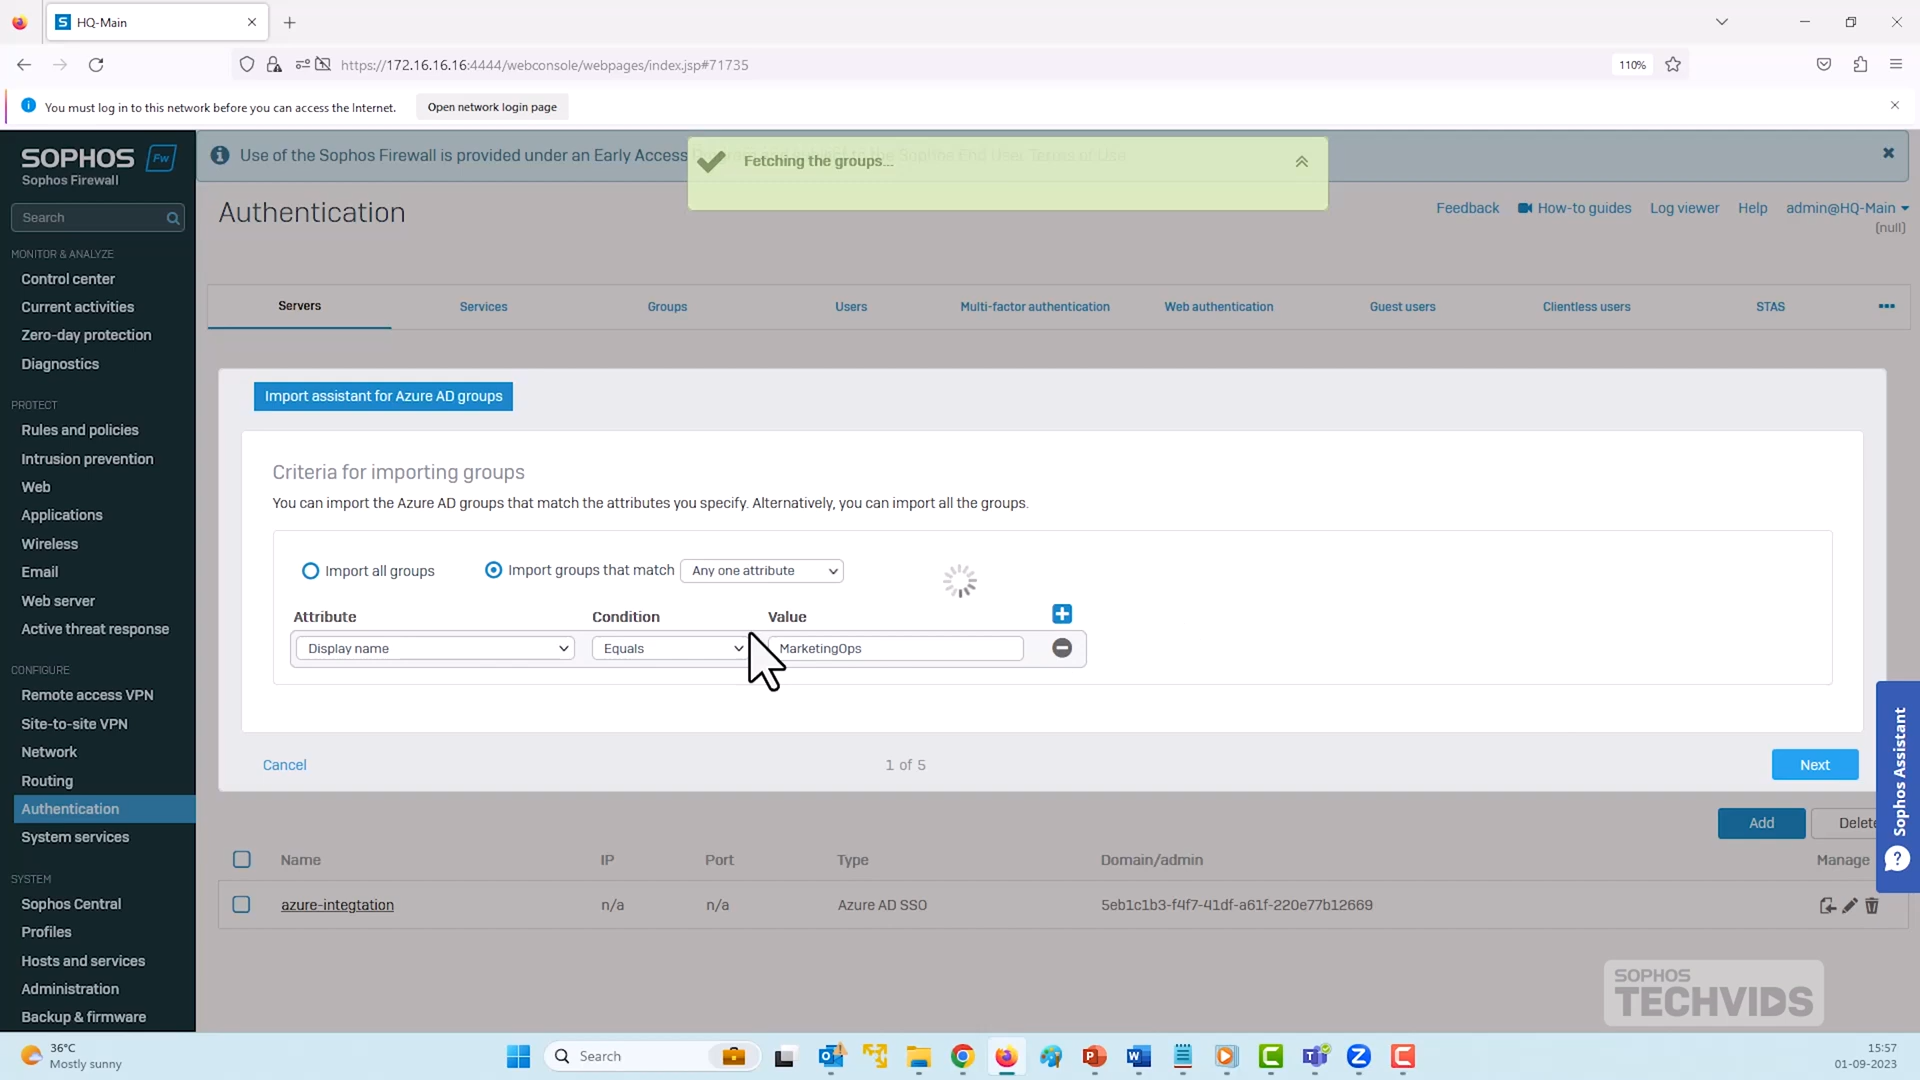 HQ-Main
https://172.16.16.16:4444/webconsole/webpages/index.jsp#71735
110%
You must log in to this network before you can access the Internet.
Open network login page
SOPHOS
Fw
Sophos Firewall
Use of the Sophos Firewall is provided under an Early Access
Fetching the groups...
Authentication
Feedback
How-to guides
Log viewer
Help
admin@HQ-Main
(null)
Search
Servers
Services
Groups
Users
Multi-factor authentication
Web authentication
Guest users
Clientless users
STAS
MONITOR & ANALYZE
Control center
Current activities
Zero-day protection
Diagnostics
PROTECT
Rules and policies
Intrusion prevention
Web
Applications
Wireless
Email
Web server
Active threat response
CONFIGURE
Remote access VPN
Site-to-site VPN
Network
Routing
Authentication
System services
SYSTEM
Sophos Central
Profiles
Hosts and services
Administration
Backup & firmware
Import assistant for Azure AD groups
Criteria for importing groups
You can import the Azure AD groups that match the attributes you specify. Alternatively, you can import all the groups.
Import all groups
Import groups that match
Any one attribute
Attribute
Condition
Value
Display name
Equals
MarketingOps
Cancel
1 of 5
Next
Sophos Assistant
Add
Delete
Name
IP
Port
Type
Domain/admin
Manage
azure-integtation
n/a
n/a
Azure AD SSO
5eb1c1b3-f4f7-41df-a61f-220e77b12669
SOPHOS
TECHVIDS
36°C
Mostly sunny
Search
15:57
01-09-2023